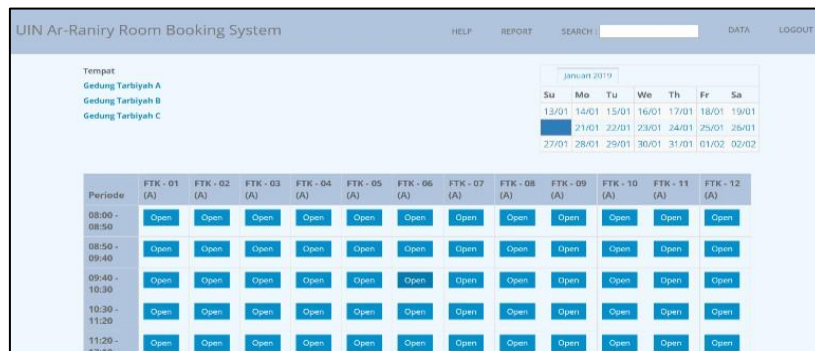 UIN Ar-Raniry Room Booking System HELP REPORT SEARCH : DATA LOGOUT
Tempat
Gedung Tarbiyah A
Gedung Tarbiyah B
Gedung Tarbiyah C
Januari 2019
Su Mo Tu We Th Fr Sa
13/01 14/01 15/01 16/01 17/01 18/01 19/01
21/01 22/01 23/01 24/01 25/01 26/01
27/01 28/01 29/01 30/01 31/01 01/02 02/02
Periode FTK - 01 (A) FTK - 02 (A) FTK - 03 (A) FTK - 04 (A) FTK - 05 (A) FTK - 06 (A) FTK - 07 (A) FTK - 08 (A) FTK - 09 (A) FTK - 10 (A) FTK - 11 (A) FTK - 12 (A)
08:00 - 08:50 Open Open Open Open Open Open Open Open Open Open Open Open
08:50 - 09:40 Open Open Open Open Open Open Open Open Open Open Open Open
09:40 - 10:30 Open Open Open Open Open Open Open Open Open Open Open Open
10:30 - 11:20 Open Open Open Open Open Open Open Open Open Open Open Open
11:20 - Open Open Open Open Open Open Open Open Open Open Open Open